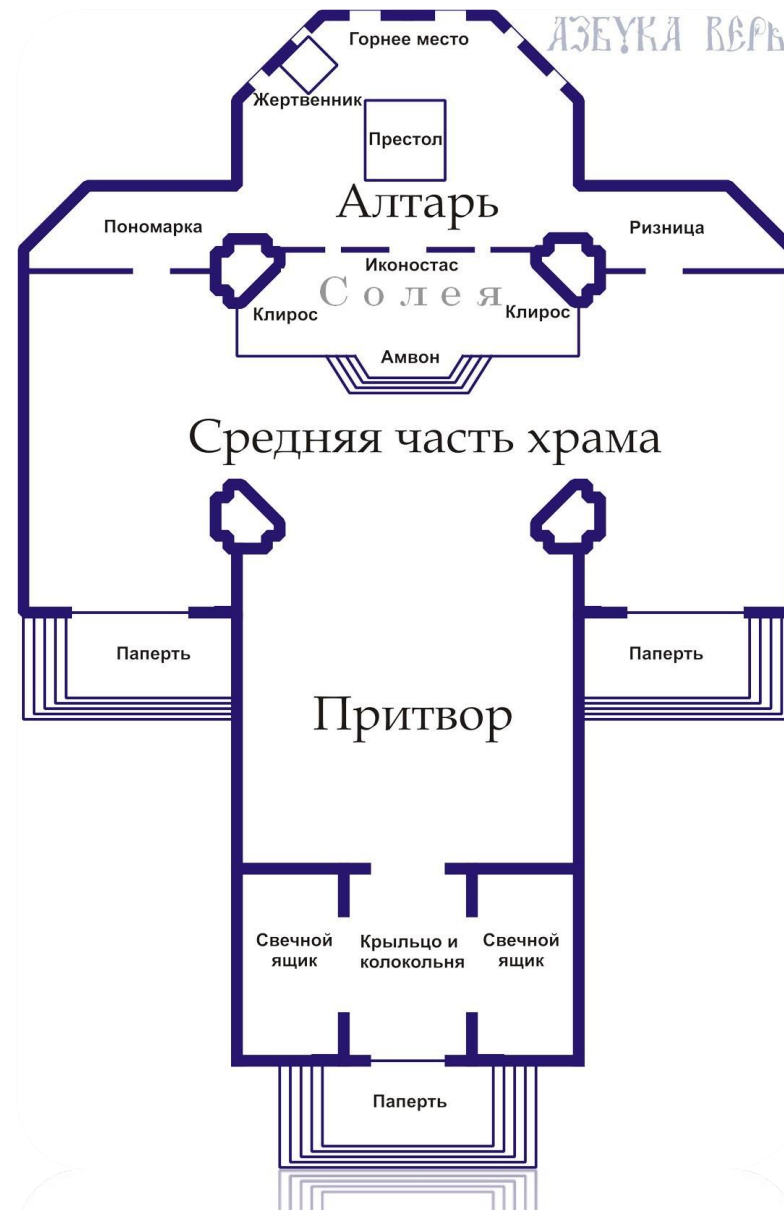 АЗБУКА ВЕРЫ
Горнее место
Жертвенник
Престол
Алтарь
Пономарка
Ризница
Иконостас
Солея
Клирос
Клирос
Амвон
Средняя часть храма
Паперть
Паперть
Притвор
Свечной
ящик
Крыльцо и
колокольня
Свечной
ящик
Паперть